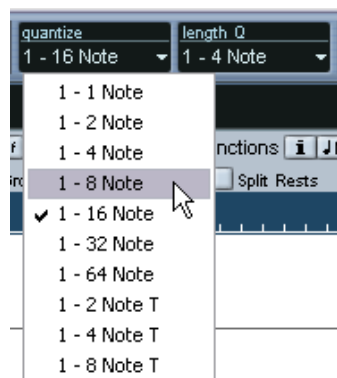 quantize
length Q
1 - 16 Note
1 - 4 Note
1 - 1 Note
1 - 2 Note
1 - 4 Note
nctions
1 - 8 Note
Split Rests
1 - 16 Note
1 - 32 Note
1 - 64 Note
1 - 2 Note T
1 - 4 Note T
1 - 8 Note T